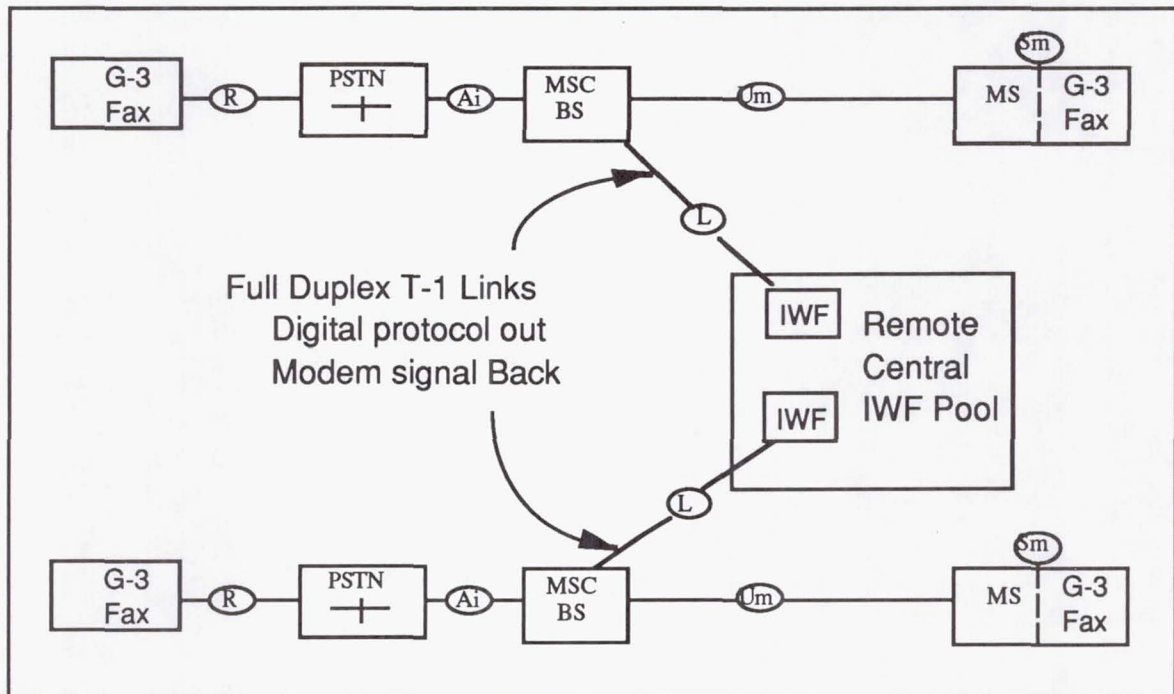 Sm
G-3
Fax
R
PSTN
Ai
MSC
BS
Um
MS
G-3
Fax
L
Full Duplex T-1 Links
Digital protocol out
Modem signal Back
IWF
IWF
Remote
Central
IWF Pool
L
Sm
G-3
Fax
R
PSTN
Ai
MSC
BS
Um
MS
G-3
Fax